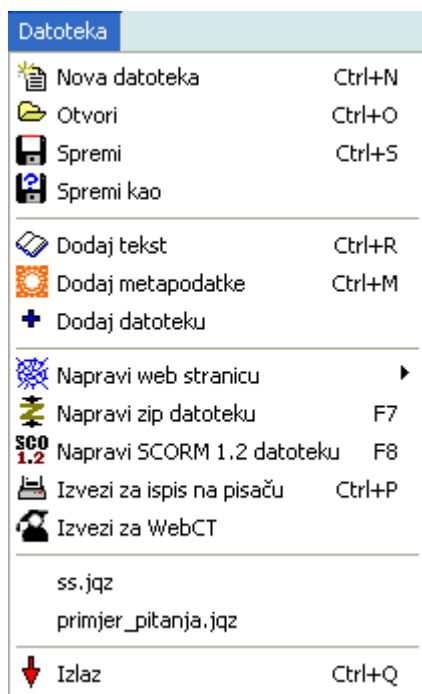 Datoteka
Nova datoteka Ctrl+N
Otvori Ctrl+O
Spremi Ctrl+S
Spremi kao
Dodaj tekst Ctrl+R
Dodaj metapodatke Ctrl+M
Dodaj datoteku
Napravi web stranicu
Napravi zip datoteku F7
SCO 1.2 Napravi SCORM 1.2 datoteku F8
Izvezi za ispis na pisaču Ctrl+P
Izvezi za WebCT
ss.jqz
primjer_pitanja.jqz
Izlaz Ctrl+Q